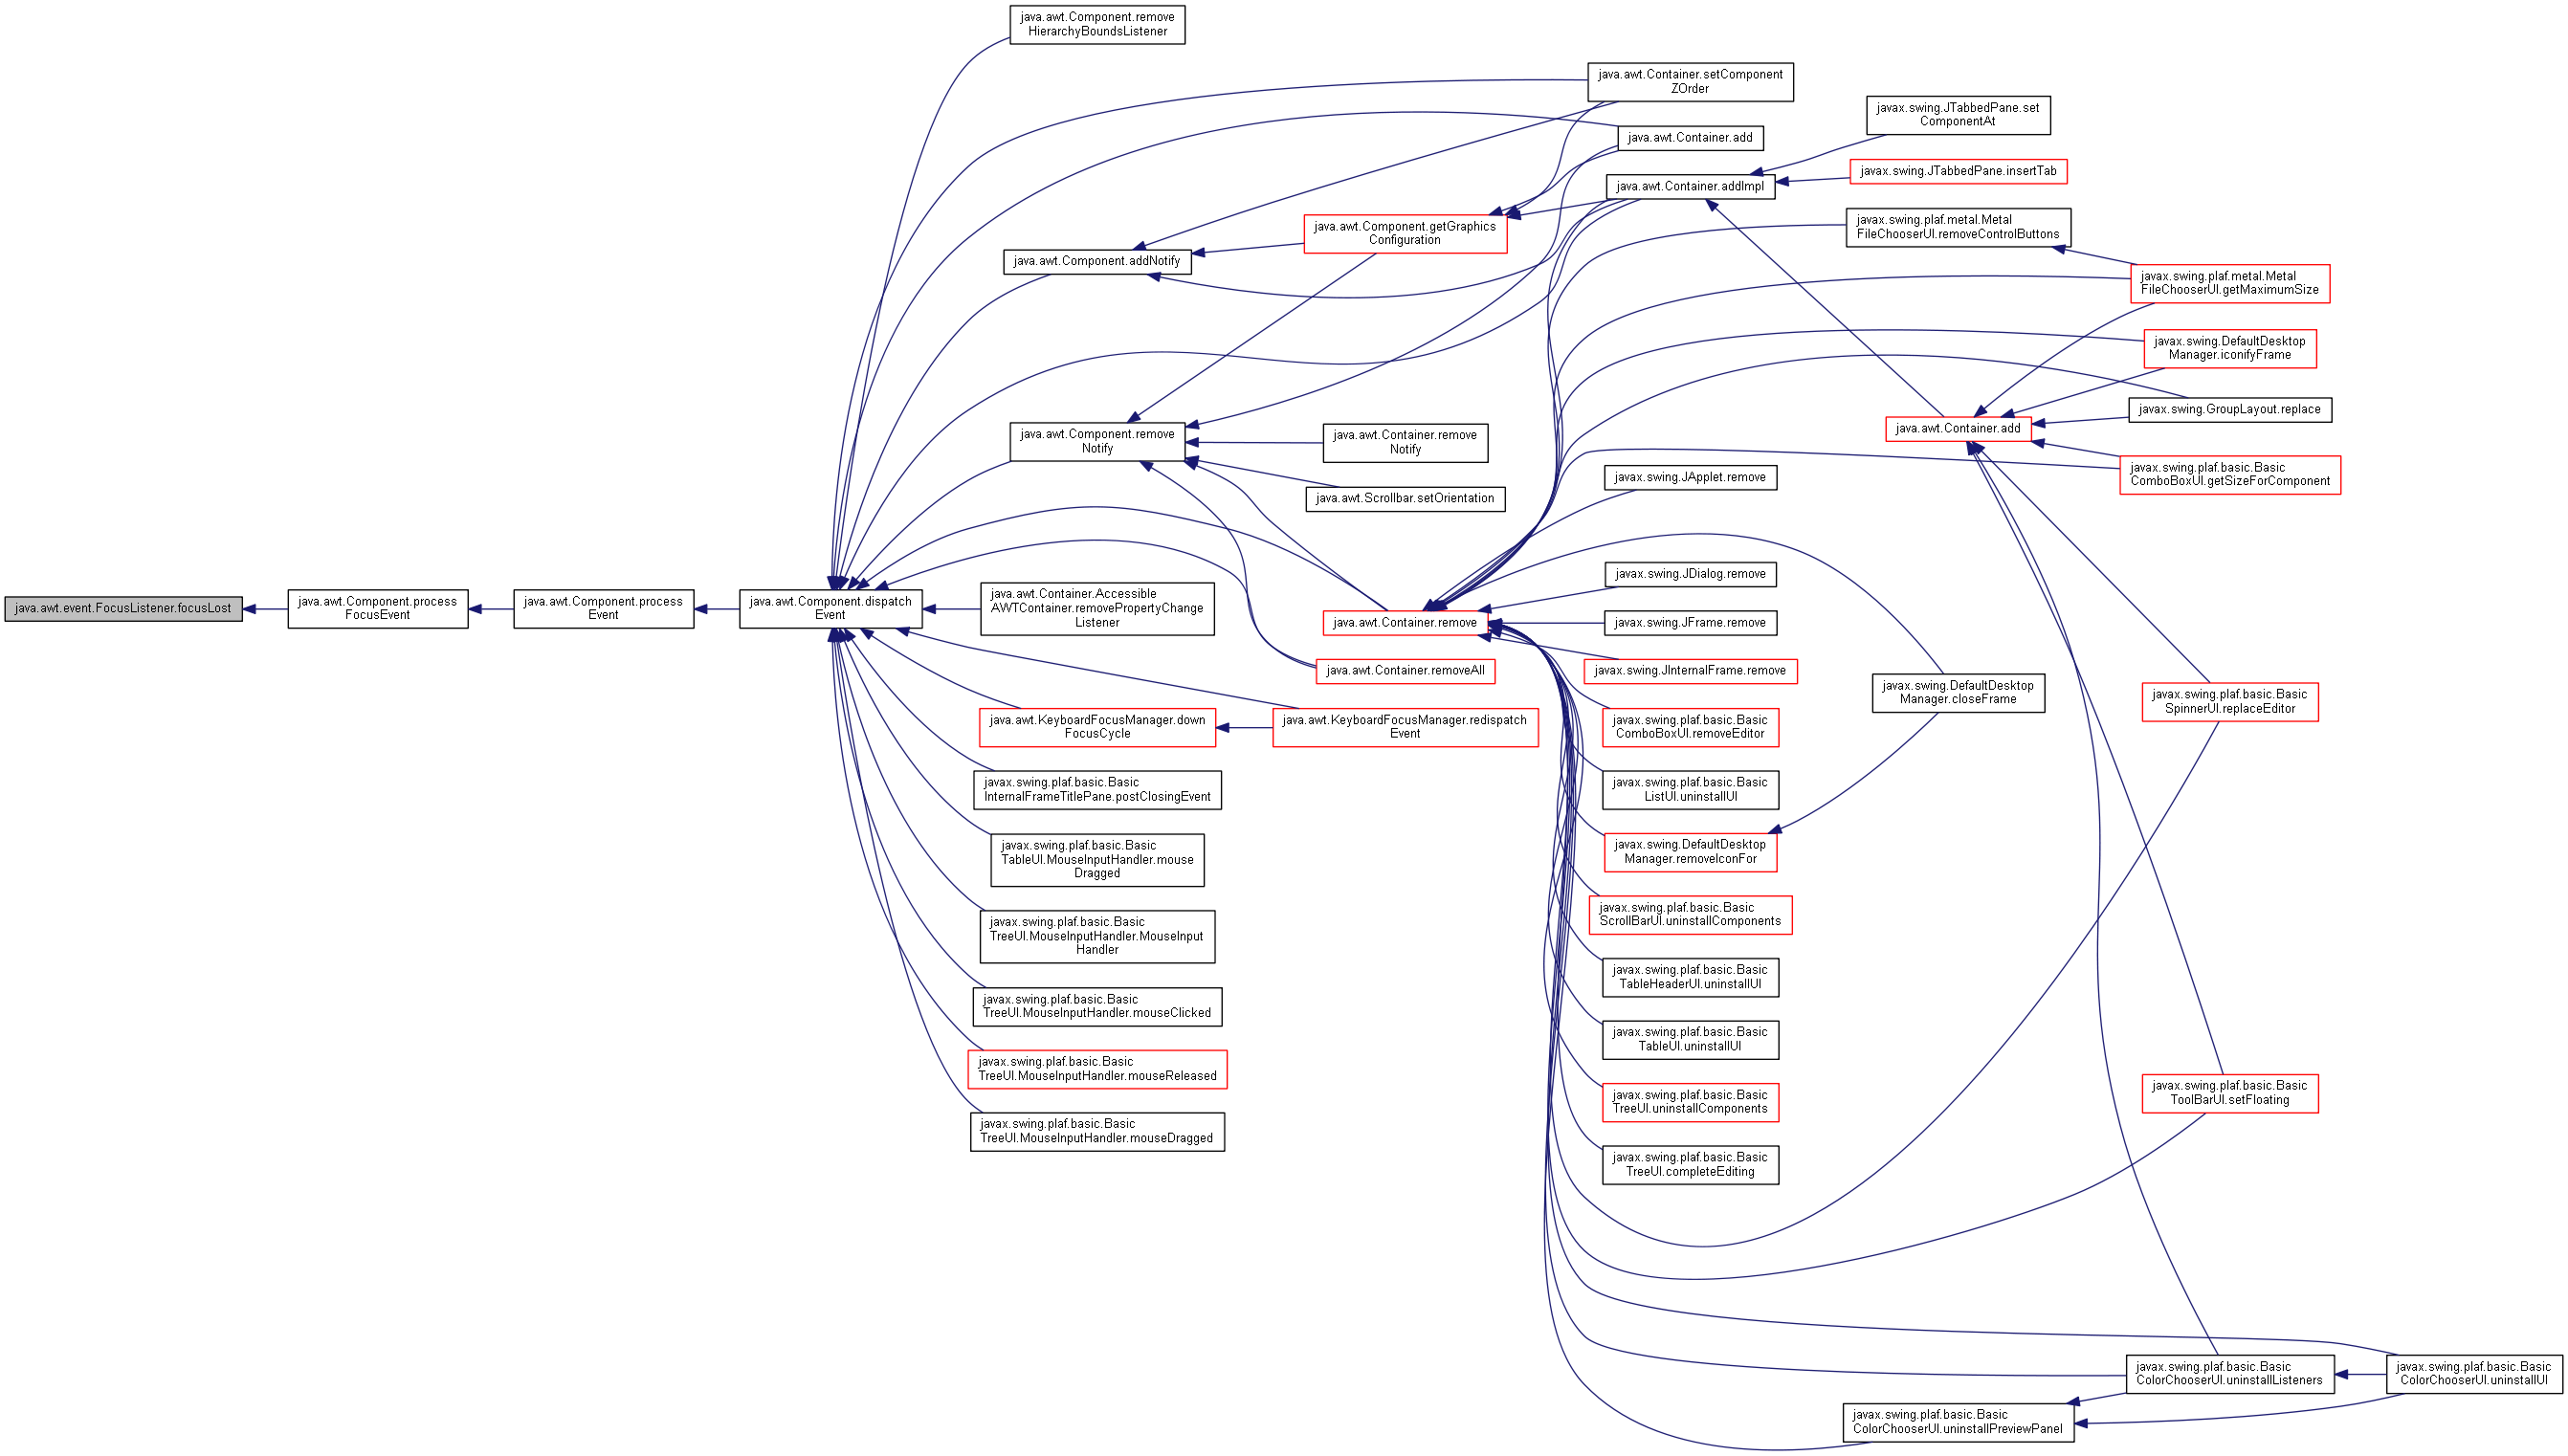 java.awt.event.FocusListener.focusLost
java.awt.Component.process
FocusEvent
java.awt.Component.process
Event
java.awt.Component.dispatch
Event
java.awt.Component.remove
HierarchyBoundsListener
java.awt.Component.addNotify
java.awt.Component.remove
Notify
java.awt.Container.Accessible
AWTContainer.removePropertyChange
Listener
java.awt.KeyboardFocusManager.down
FocusCycle
javax.swing.plaf.basic.Basic
InternalFrameTitlePane.postClosingEvent
javax.swing.plaf.basic.Basic
TableUI.MouseInputHandler.mouse
Dragged
javax.swing.plaf.basic.Basic
TreeUI.MouseInputHandler.MouseInput
Handler
javax.swing.plaf.basic.Basic
TreeUI.MouseInputHandler.mouseClicked
javax.swing.plaf.basic.Basic
TreeUI.MouseInputHandler.mouseReleased
javax.swing.plaf.basic.Basic
TreeUI.MouseInputHandler.mouseDragged
java.awt.Component.getGraphics
Configuration
java.awt.Container.remove
Notify
java.awt.Scrollbar.setOrientation
java.awt.Container.remove
java.awt.Container.removeAll
java.awt.KeyboardFocusManager.redispatch
Event
java.awt.Container.setComponent
ZOrder
java.awt.Container.add
java.awt.Container.addImpl
javax.swing.JApplet.remove
javax.swing.JDialog.remove
javax.swing.JFrame.remove
javax.swing.JInternalFrame.remove
javax.swing.plaf.basic.Basic
ComboBoxUI.removeEditor
javax.swing.plaf.basic.Basic
ListUI.uninstallUI
javax.swing.DefaultDesktop
Manager.removeIconFor
javax.swing.plaf.basic.Basic
ScrollBarUI.uninstallComponents
javax.swing.plaf.basic.Basic
TableHeaderUI.uninstallUI
javax.swing.plaf.basic.Basic
TableUI.uninstallUI
javax.swing.plaf.basic.Basic
TreeUI.uninstallComponents
javax.swing.plaf.basic.Basic
TreeUI.completeEditing
javax.swing.JTabbedPane.set
ComponentAt
javax.swing.JTabbedPane.insertTab
javax.swing.plaf.metal.Metal
FileChooserUI.removeControlButtons
java.awt.Container.add
javax.swing.DefaultDesktop
Manager.closeFrame
javax.swing.plaf.basic.Basic
ColorChooserUI.uninstallPreviewPanel
javax.swing.plaf.metal.Metal
FileChooserUI.getMaximumSize
javax.swing.DefaultDesktop
Manager.iconifyFrame
javax.swing.GroupLayout.replace
javax.swing.plaf.basic.Basic
ComboBoxUI.getSizeForComponent
javax.swing.plaf.basic.Basic
SpinnerUI.replaceEditor
javax.swing.plaf.basic.Basic
ToolBarUI.setFloating
javax.swing.plaf.basic.Basic
ColorChooserUI.uninstallListeners
javax.swing.plaf.basic.Basic
ColorChooserUI.uninstallUI